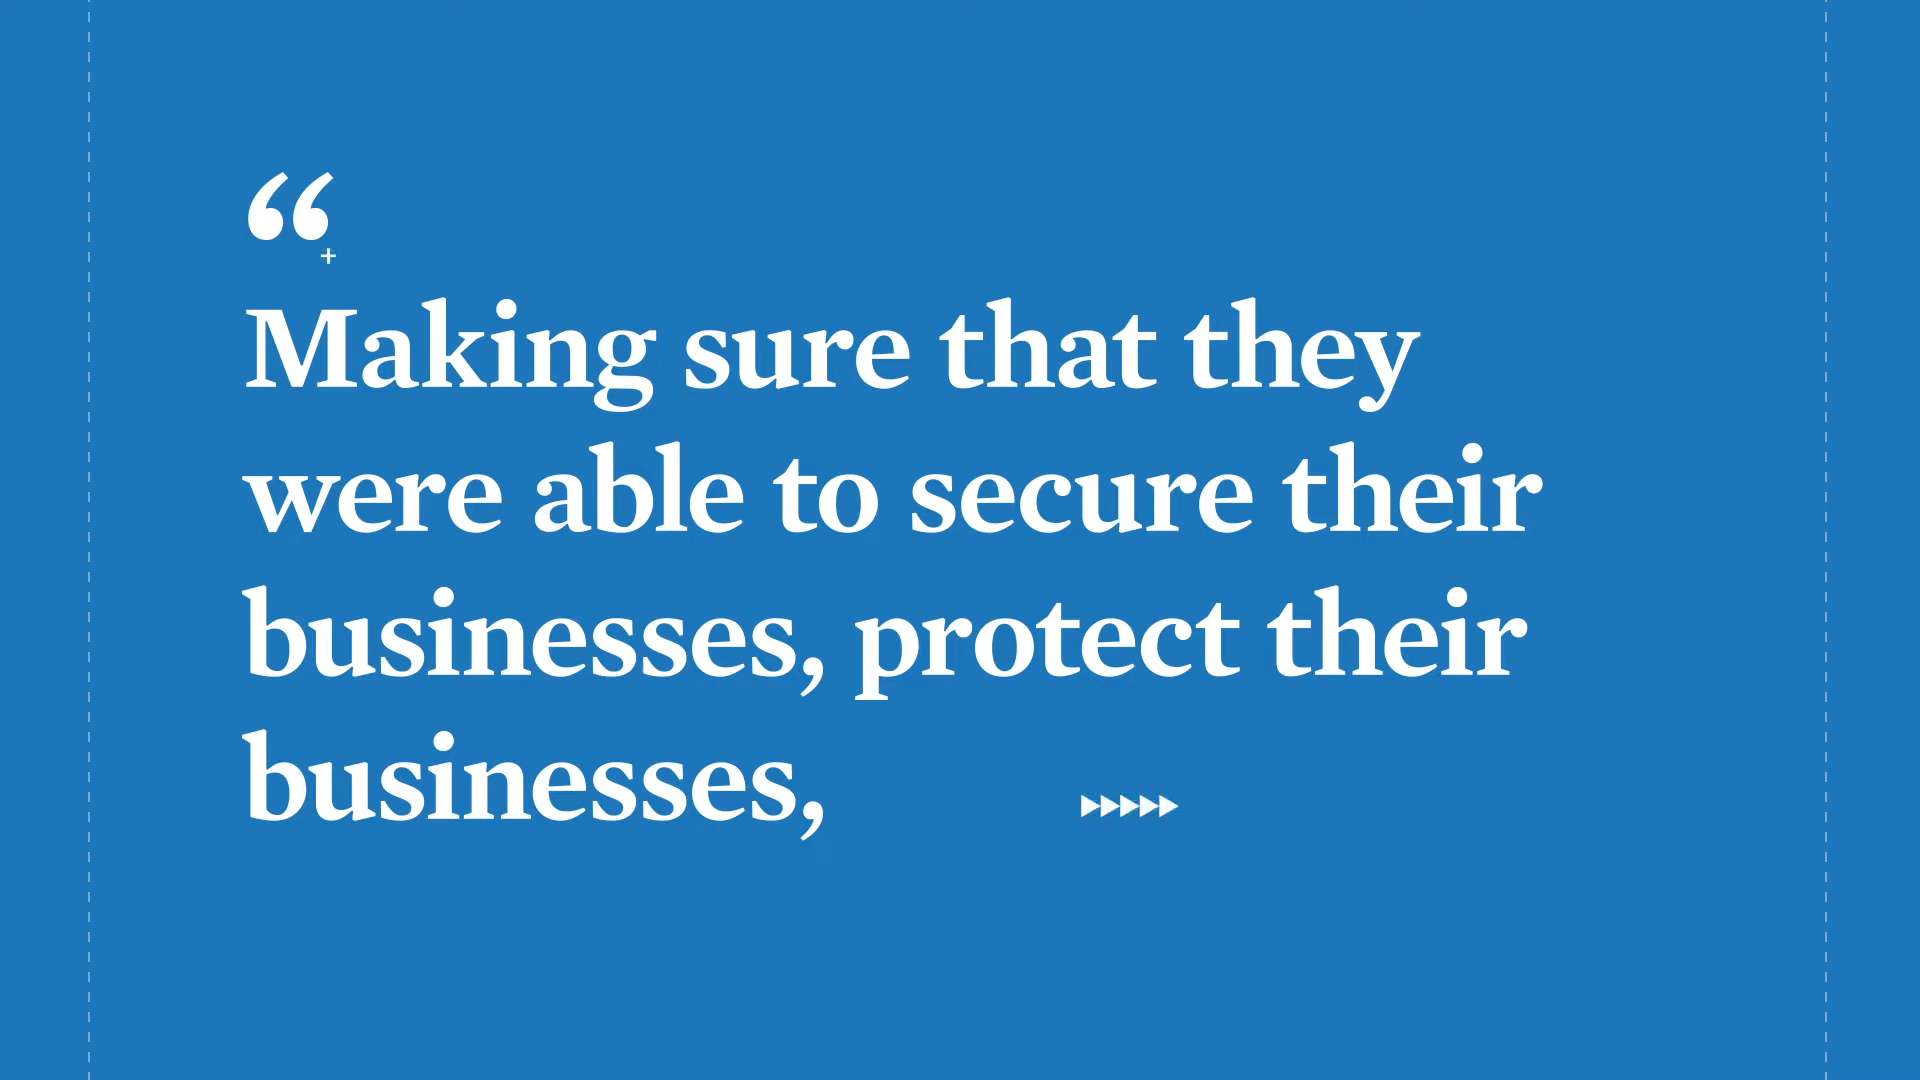 “
+
Making sure that they
were able to secure their
businesses, protect their
businesses,